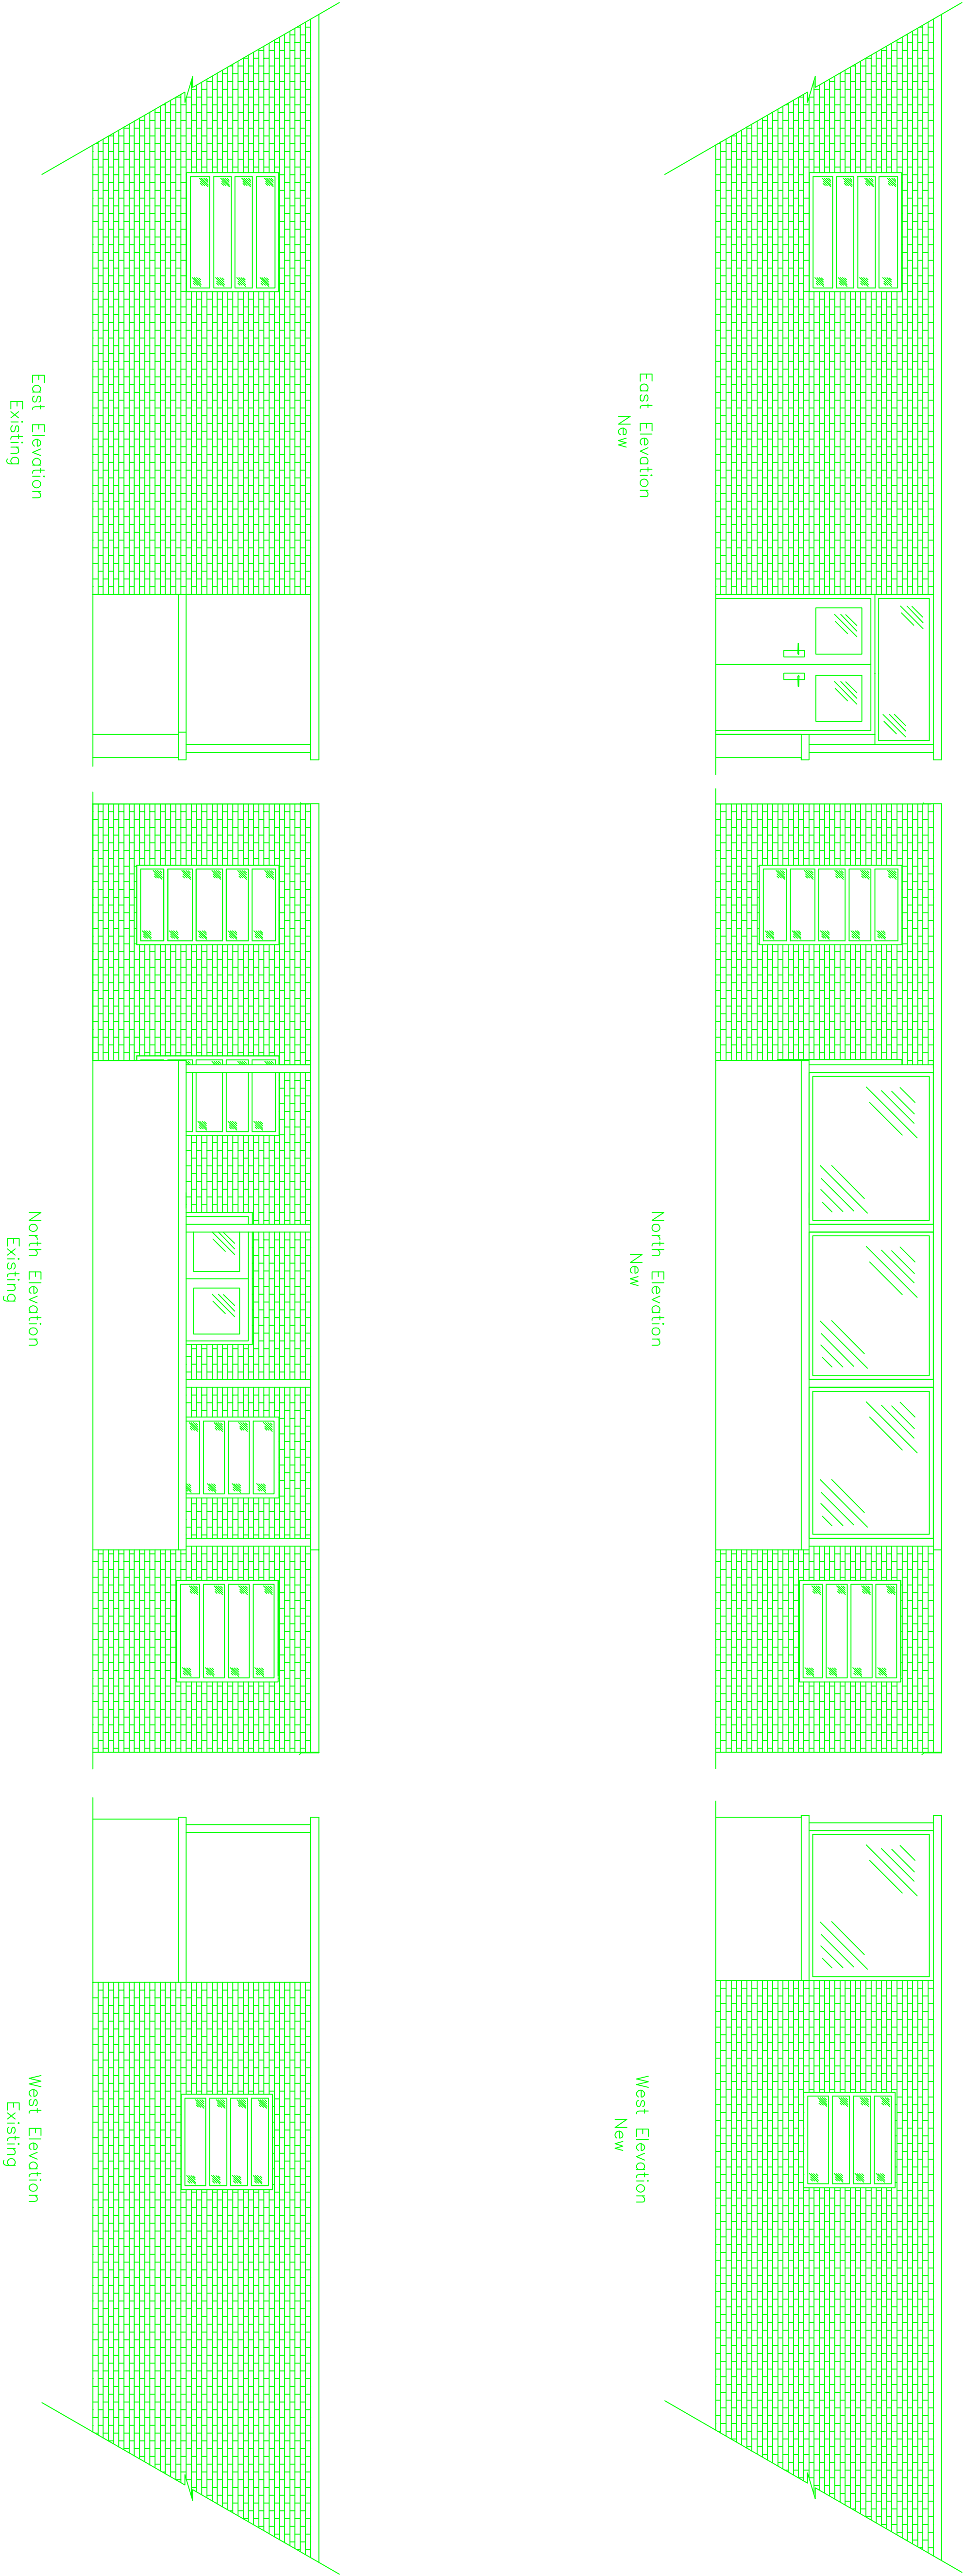 East Elevation
New
North Elevation
New
West Elevation
New
East Elevation
Existing
North Elevation
Existing
West Elevation
Existing